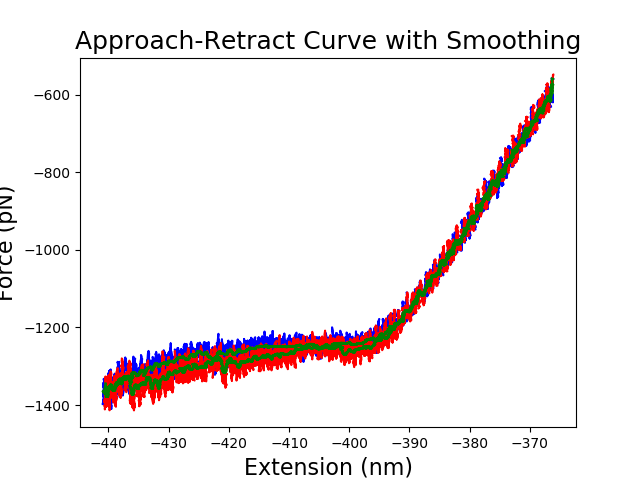 Approach-Retract Curve with Smoothing
Force (pN)
−600
−800
−1000
−1200
−1400
−440 −430 −420 −410 −400 −390 −380 −370
Extension (nm)